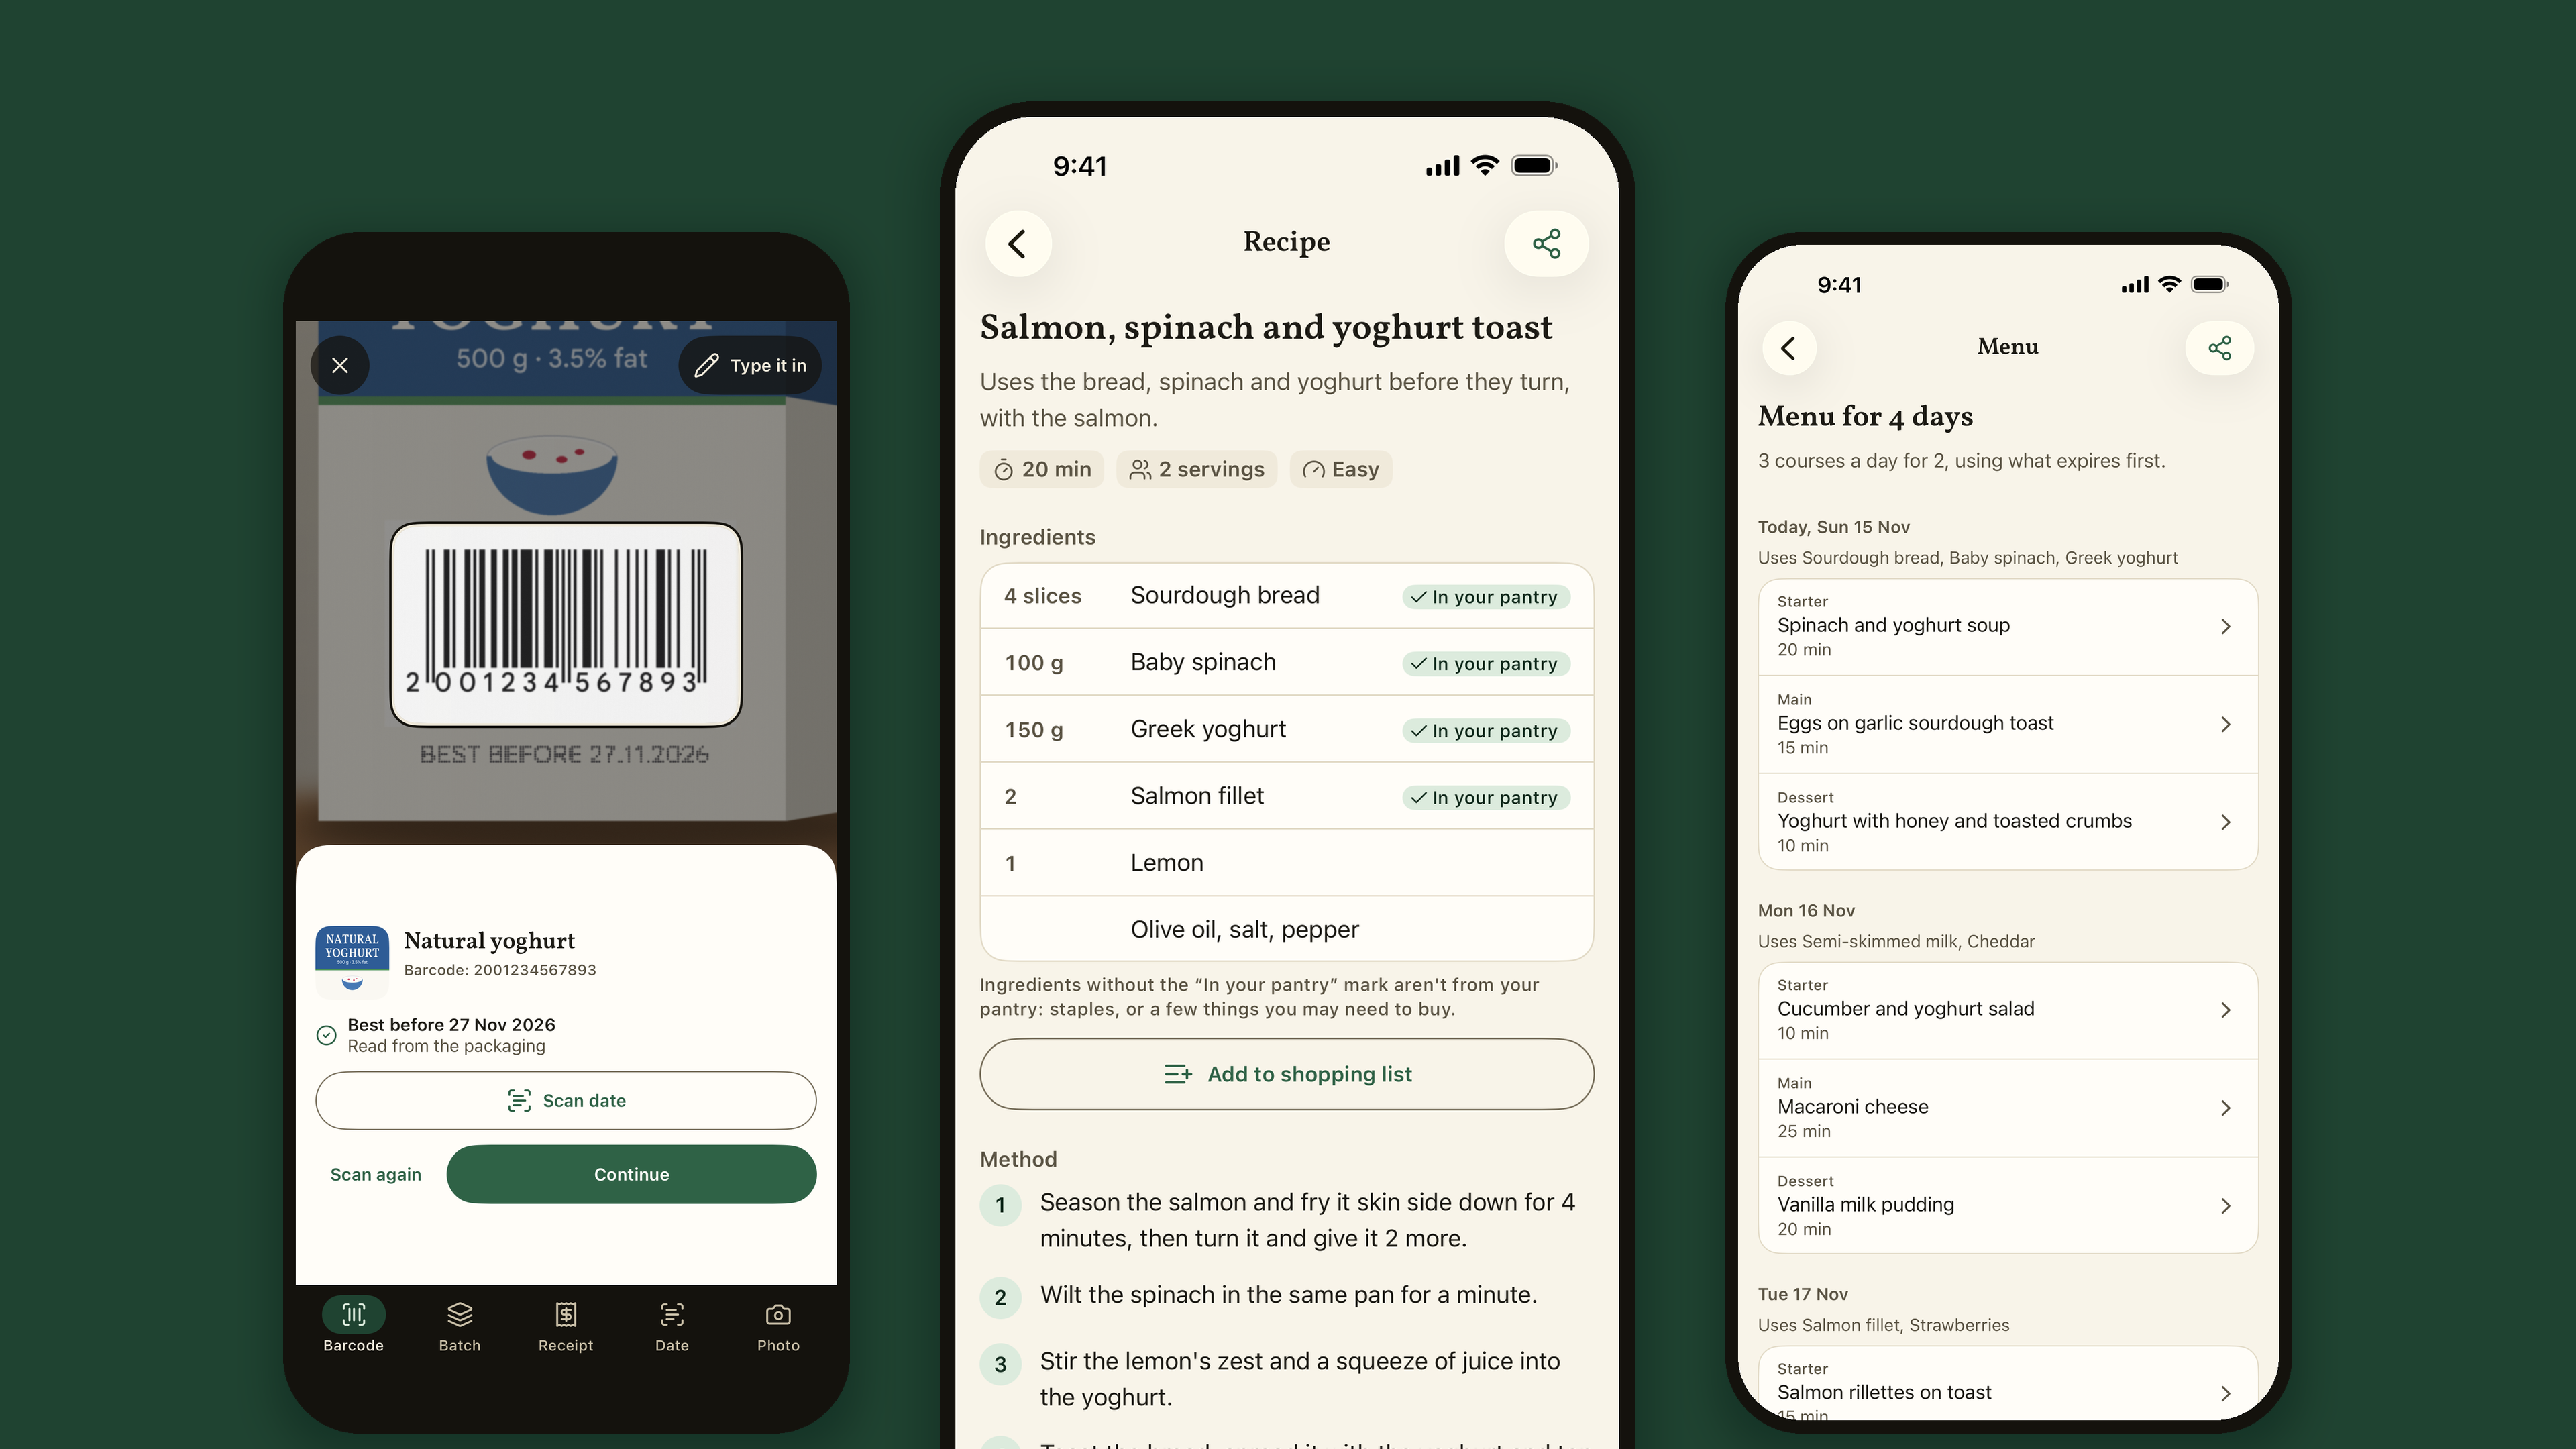 500 g · 3.5% fat
Type it in
2 001234 567893
BEST BEFORE 27.11.2026
NATURAL
YOGHURT
500 g · 3.5% fat
Natural yoghurt
Barcode: 2001234567893
Best before 27 Nov 2026
Read from the packaging
Scan date
Scan again
Continue
Barcode
Batch
Receipt
Date
Photo
9:41
Recipe
Salmon, spinach and yoghurt toast
Uses the bread, spinach and yoghurt before they turn,
with the salmon.
20 min
2 servings
Easy
Ingredients
4 slices Sourdough bread In your pantry
100 g Baby spinach In your pantry
150 g Greek yoghurt In your pantry
2 Salmon fillet In your pantry
1 Lemon
Olive oil, salt, pepper
Ingredients without the “In your pantry” mark aren't from your
pantry: staples, or a few things you may need to buy.
Add to shopping list
Method
1 Season the salmon and fry it skin side down for 4
minutes, then turn it and give it 2 more.
2 Wilt the spinach in the same pan for a minute.
3 Stir the lemon's zest and a squeeze of juice into
the yoghurt.
9:41
Menu
Menu for 4 days
3 courses a day for 2, using what expires first.
Today, Sun 15 Nov
Uses Sourdough bread, Baby spinach, Greek yoghurt
Starter
Spinach and yoghurt soup
20 min
Main
Eggs on garlic sourdough toast
15 min
Dessert
Yoghurt with honey and toasted crumbs
10 min
Mon 16 Nov
Uses Semi-skimmed milk, Cheddar
Starter
Cucumber and yoghurt salad
10 min
Main
Macaroni cheese
25 min
Dessert
Vanilla milk pudding
20 min
Tue 17 Nov
Uses Salmon fillet, Strawberries
Starter
Salmon rillettes on toast
15 min